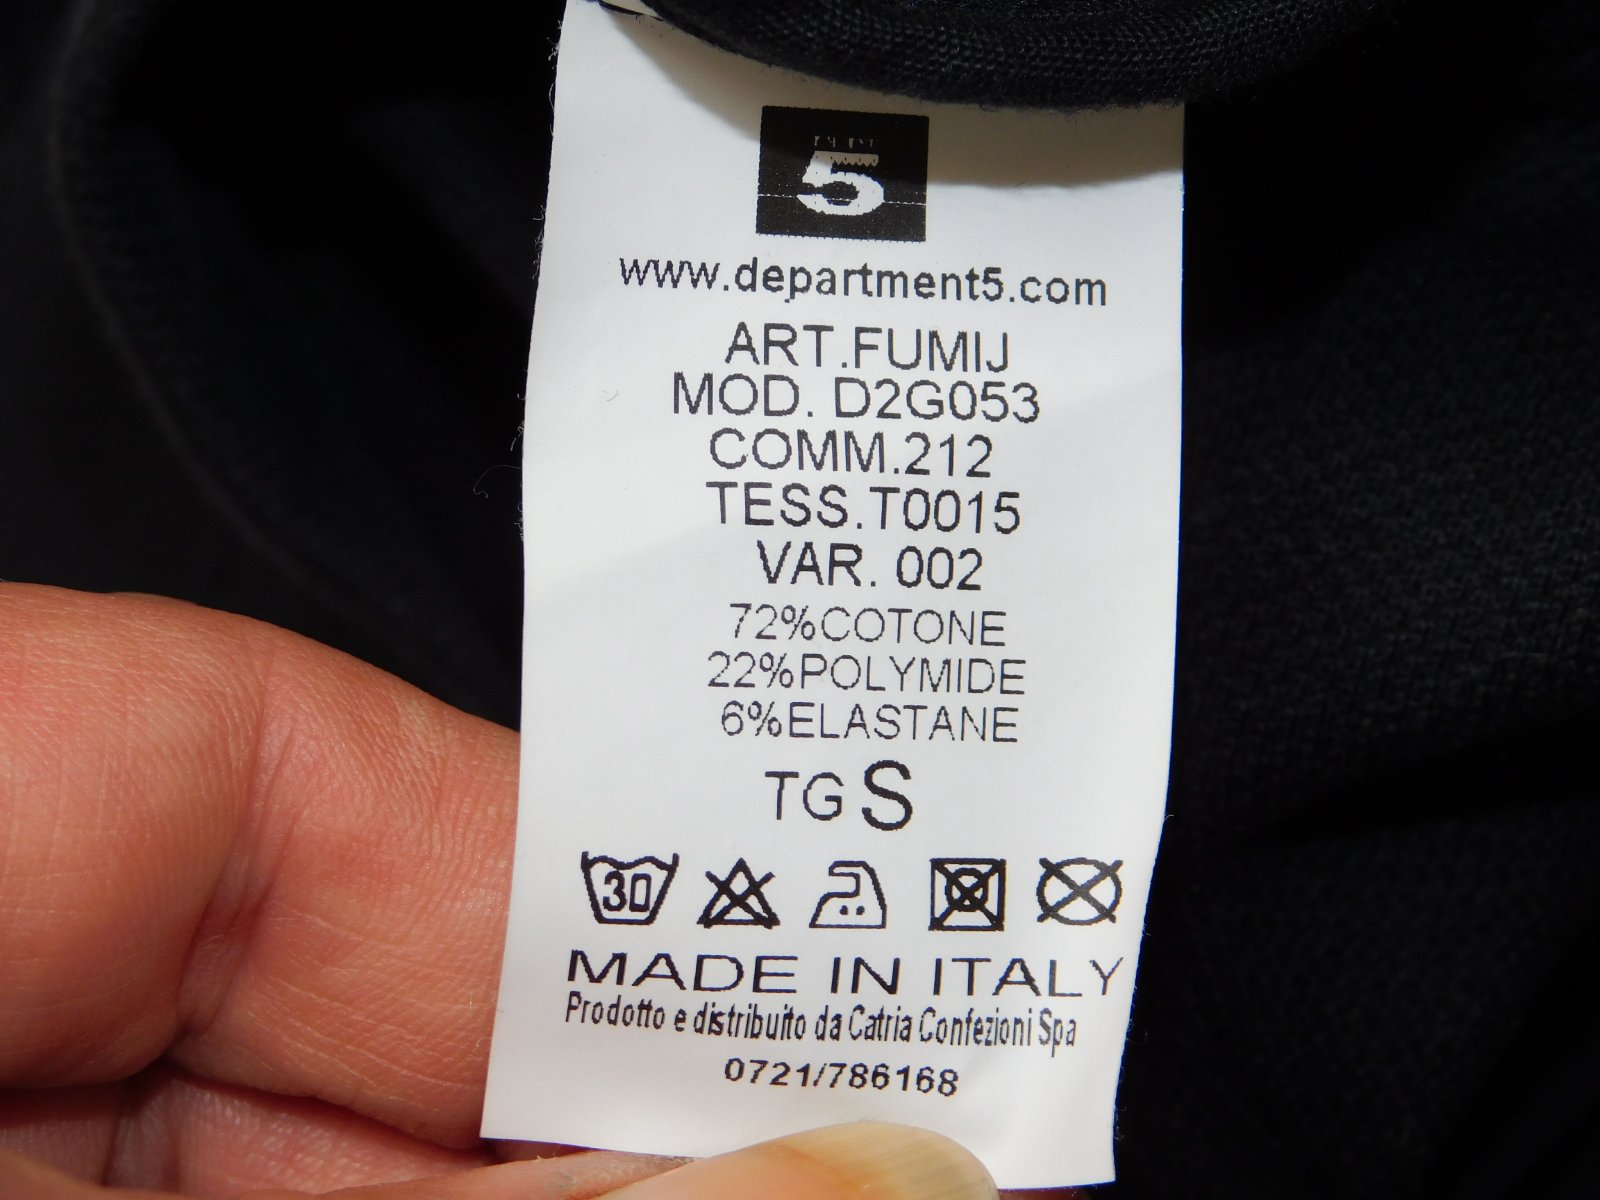 5
www.department5.com
ART.FUMIJ
MOD. D2G053
COMM.212
TESS.T0015
VAR. 002
72%COTONE
22%POLYMIDE
6%ELASTANE
TG S
30
MADE IN ITALY
Prodotto e distribuito da Catria Confezioni Spa
0721/786168